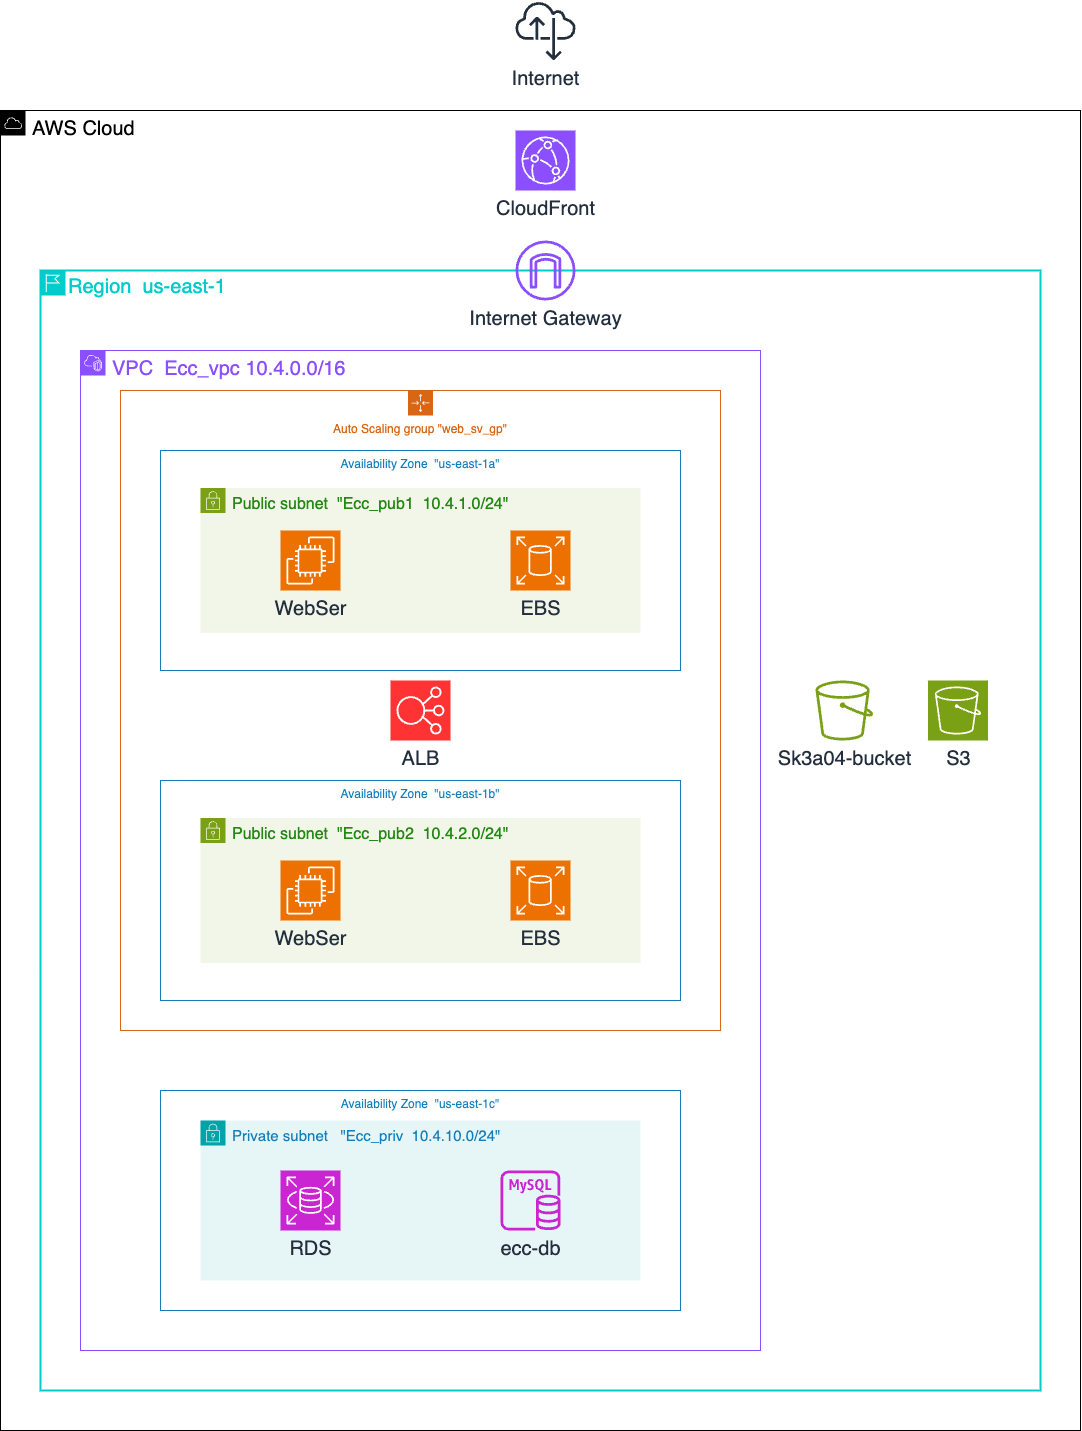 Internet
AWS Cloud
CloudFront
Region us-east-1
Internet Gateway
VPC Ecc_vpc 10.4.0.0/16
Auto Scaling group "web_sv_gp"
Availability Zone "us-east-1a"
Public subnet "Ecc_pub1 10.4.1.0/24"
WebSer
EBS
ALB
Sk3a04-bucket
S3
Availability Zone "us-east-1b"
Public subnet "Ecc_pub2 10.4.2.0/24"
WebSer
EBS
Availability Zone "us-east-1c"
Private subnet "Ecc_priv 10.4.10.0/24"
MySQL
RDS
ecc-db